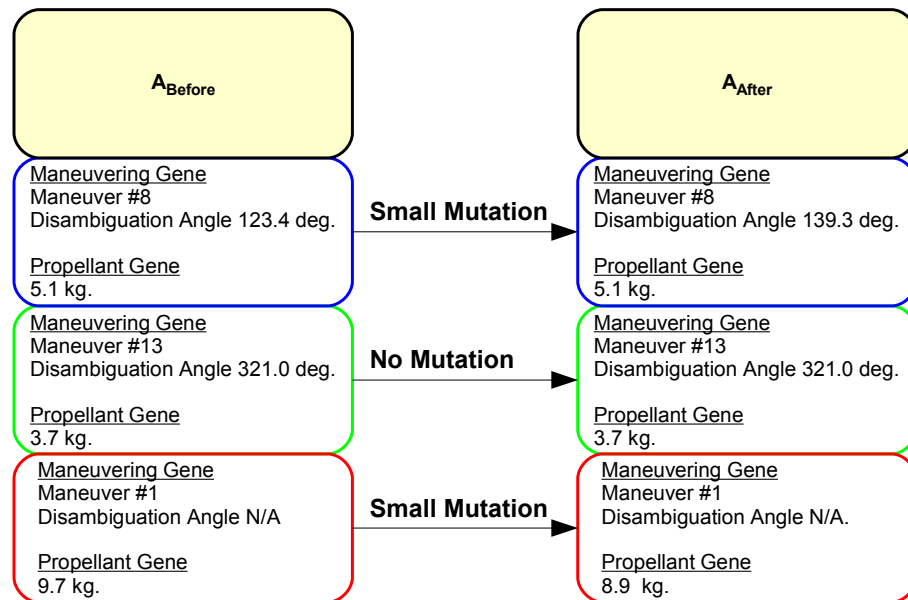 A_Before
A_After
Maneuvering Gene
Maneuver #8
Disambiguation Angle 123.4 deg.
Propellant Gene
5.1 kg.
Small Mutation
Maneuvering Gene
Maneuver #8
Disambiguation Angle 139.3 deg.
Propellant Gene
5.1 kg.
Maneuvering Gene
Maneuver #13
Disambiguation Angle 321.0 deg.
Propellant Gene
3.7 kg.
No Mutation
Maneuvering Gene
Maneuver #13
Disambiguation Angle 321.0 deg.
Propellant Gene
3.7 kg.
Maneuvering Gene
Maneuver #1
Disambiguation Angle N/A
Propellant Gene
9.7 kg.
Small Mutation
Maneuvering Gene
Maneuver #1
Disambiguation Angle N/A.
Propellant Gene
8.9 kg.